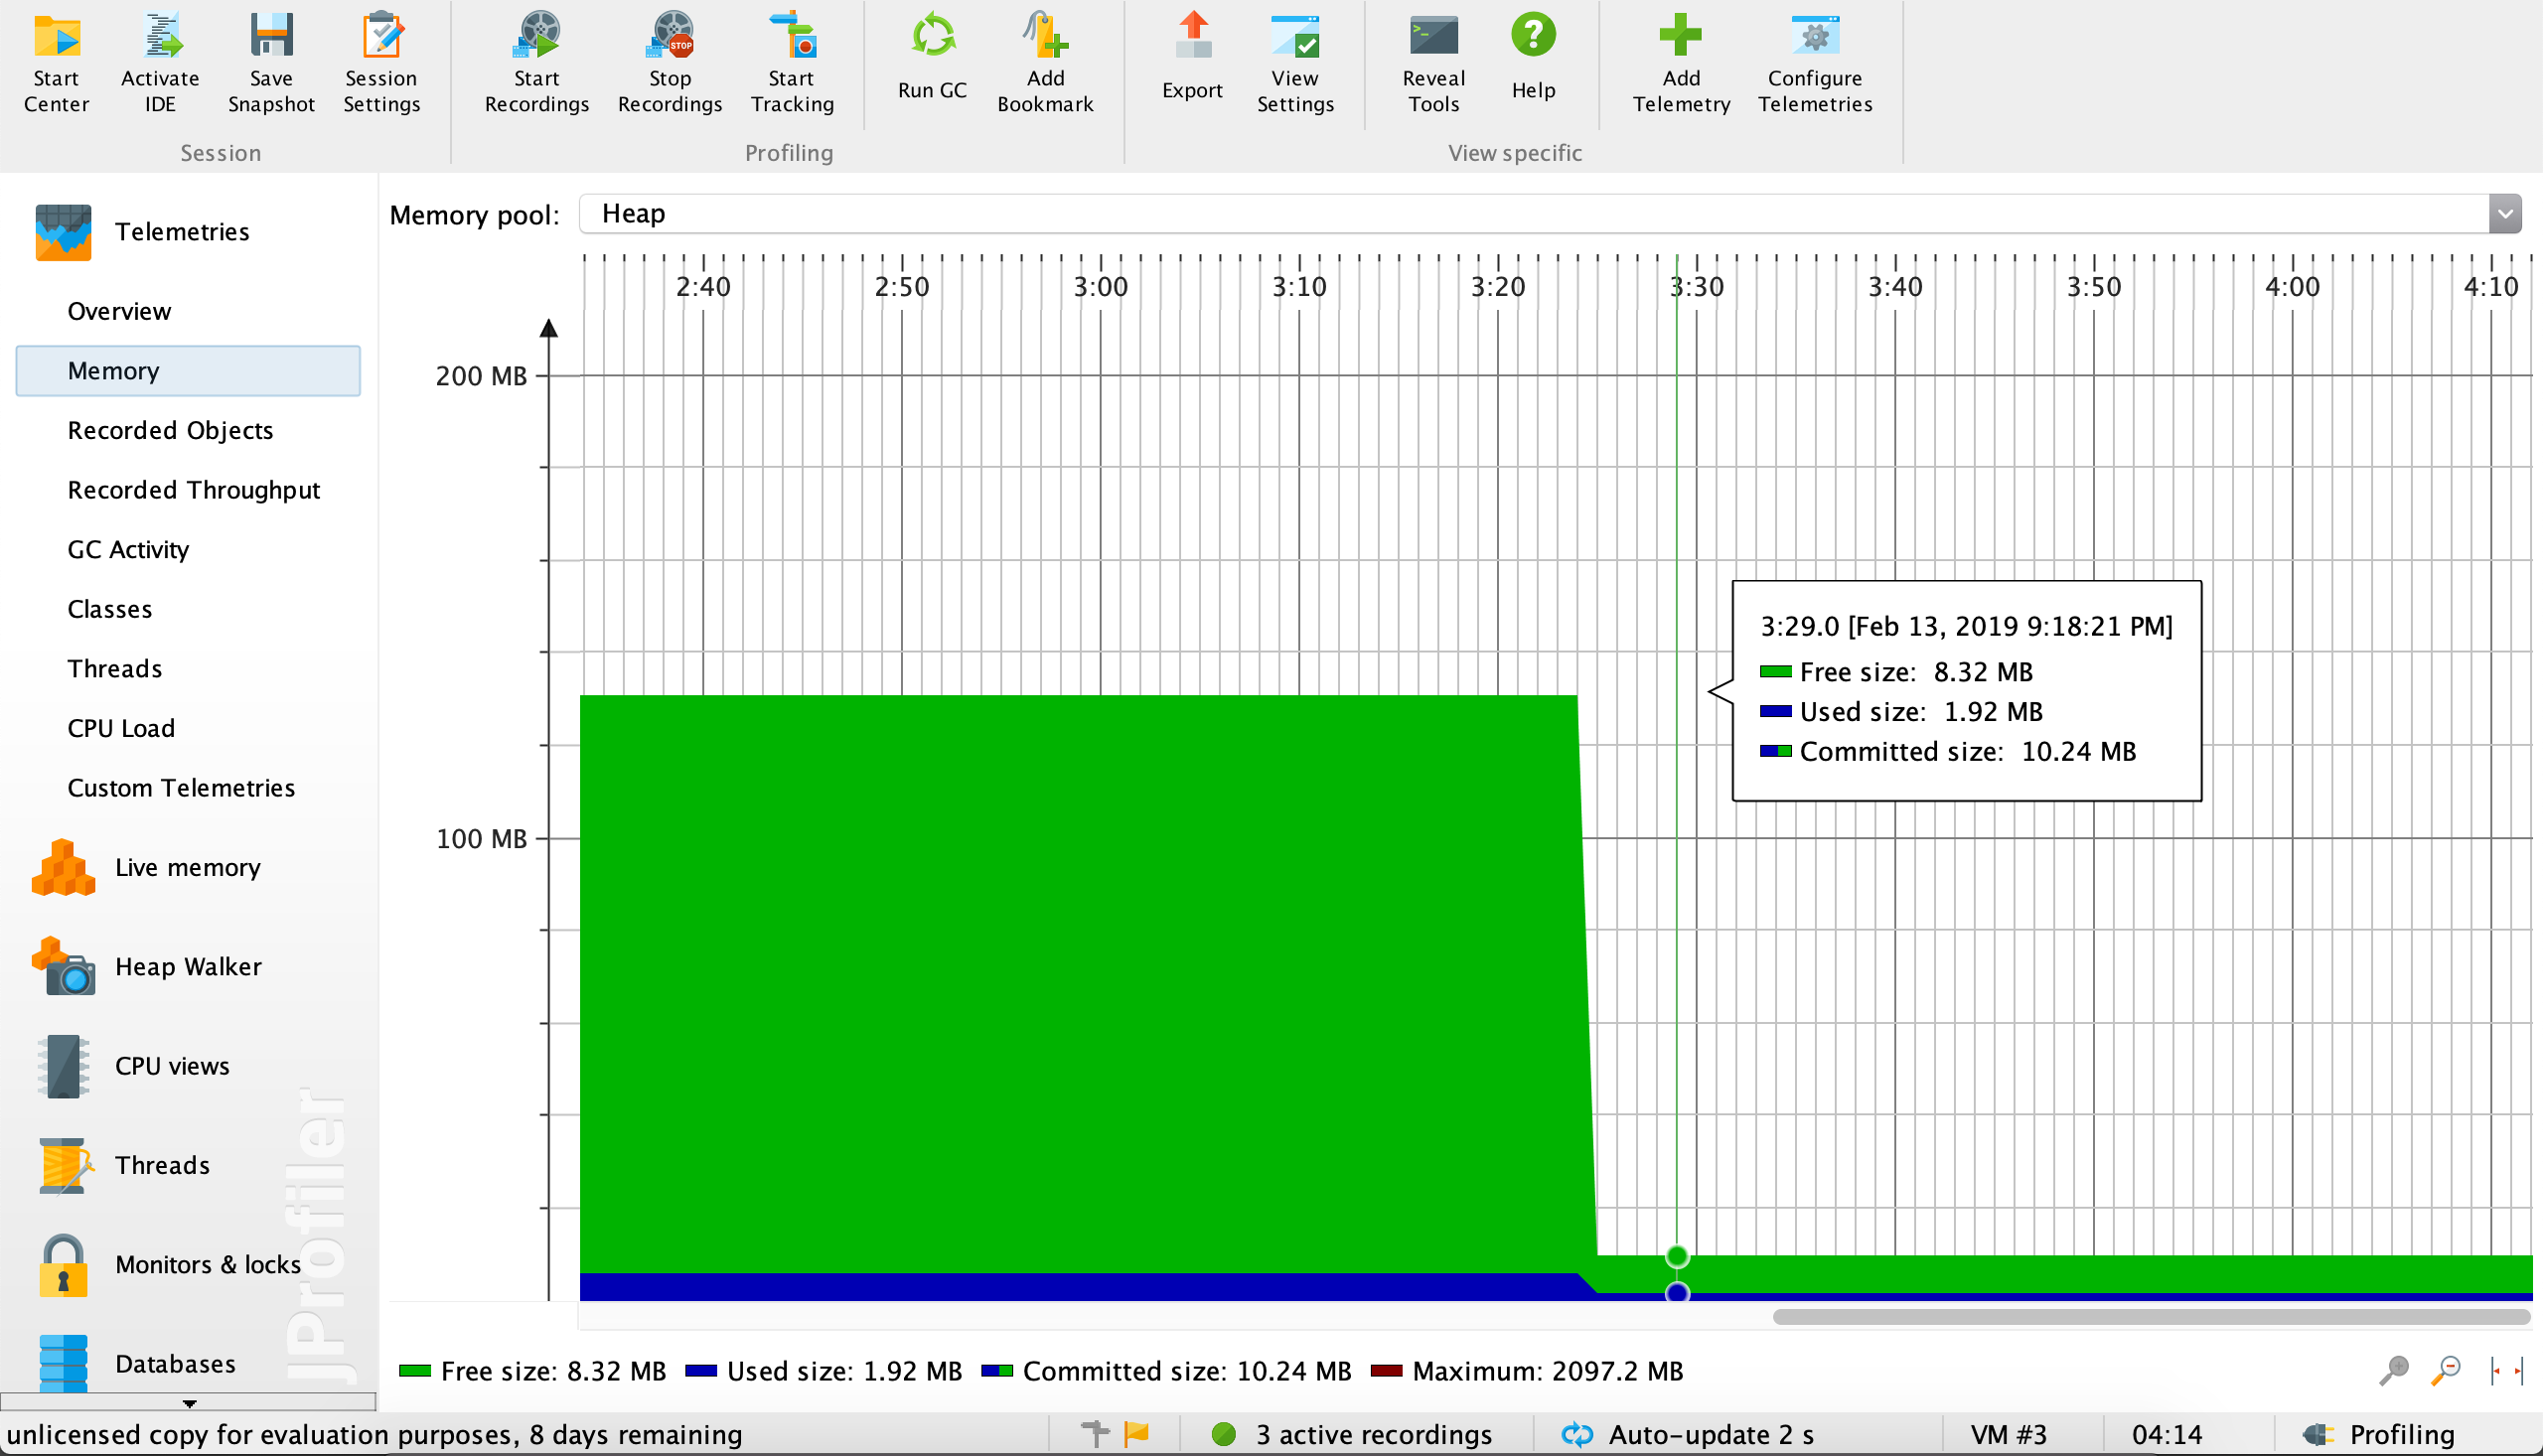 Start Center
Activate IDE
Save Snapshot
Session Settings
Start Recordings
Stop Recordings
Start Tracking
Run GC
Add Bookmark
Export
View Settings
Reveal Tools
Help
Add Telemetry
Configure Telemetries
STOP
Session
Profiling
View specific
Telemetries
Overview
Memory
Recorded Objects
Recorded Throughput
GC Activity
Classes
Threads
CPU Load
Custom Telemetries
Live memory
Heap Walker
CPU views
Threads
Monitors & locks
Databases
JProfiler
Memory pool: Heap
2:40 2:50 3:00 3:10 3:20 3:30 3:40 3:50 4:00 4:10
200 MB
100 MB
3:29.0 [Feb 13, 2019 9:18:21 PM]
Free size: 8.32 MB
Used size: 1.92 MB
Committed size: 10.24 MB
Free size: 8.32 MB Used size: 1.92 MB Committed size: 10.24 MB Maximum: 2097.2 MB
unlicensed copy for evaluation purposes, 8 days remaining
3 active recordings
Auto-update 2 s
VM #3
04:14
Profiling